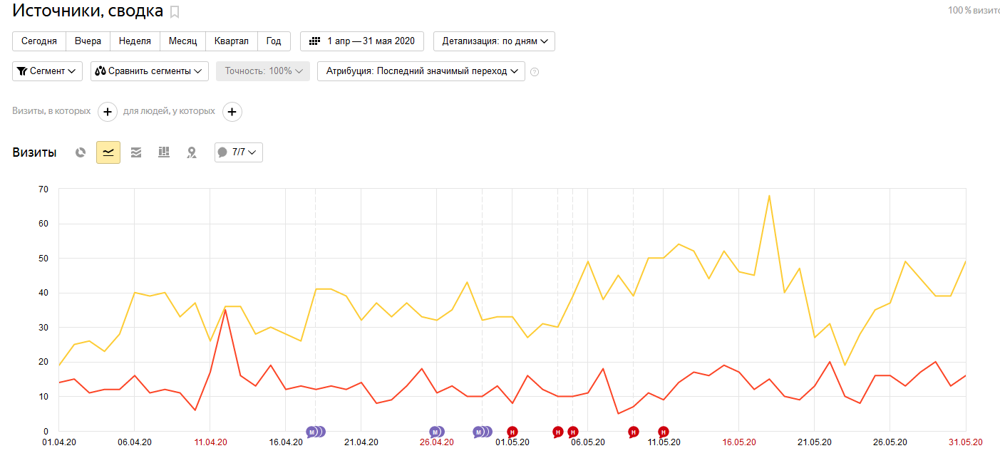 Источники, сводка
100 % визито
Сегодня Вчера Неделя Месяц Квартал Год 1 апр — 31 мая 2020 Детализация: по дням
Сегмент Сравнить сегменты Точность: 100% Атрибуция: Последний значимый переход ?
Визиты, в которых + для людей, у которых +
Визиты 7/7
70
60
50
40
30
20
10
0
М М М Н Н Н Н Н
01.04.20 06.04.20 11.04.20 16.04.20 21.04.20 26.04.20 01.05.20 06.05.20 11.05.20 16.05.20 21.05.20 26.05.20 31.05.20